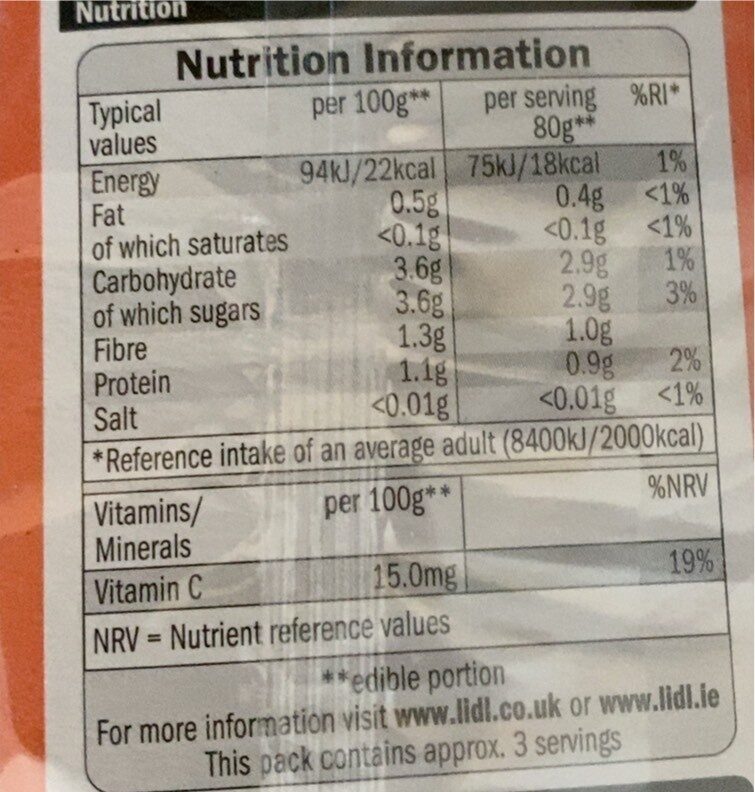 Nutrition
Nutrition Information
Typical values per 100g** per serving 80g** %RI*
Energy 94kJ/22kcal 75kJ/18kcal 1%
Fat 0.5g 0.4g <1%
of which saturates <0.1g <0.1g <1%
Carbohydrate 3.6g 2.9g 1%
of which sugars 3.6g 2.9g 3%
Fibre 1.3g 1.0g
Protein 1.1g 0.9g 2%
Salt <0.01g <0.01g <1%
*Reference intake of an average adult (8400kJ/2000kcal)
Vitamins/ Minerals per 100g** %NRV
Vitamin C 15.0mg 19%
NRV = Nutrient reference values
**edible portion
For more information visit www.lidl.co.uk or www.lidl.ie
This pack contains approx. 3 servings